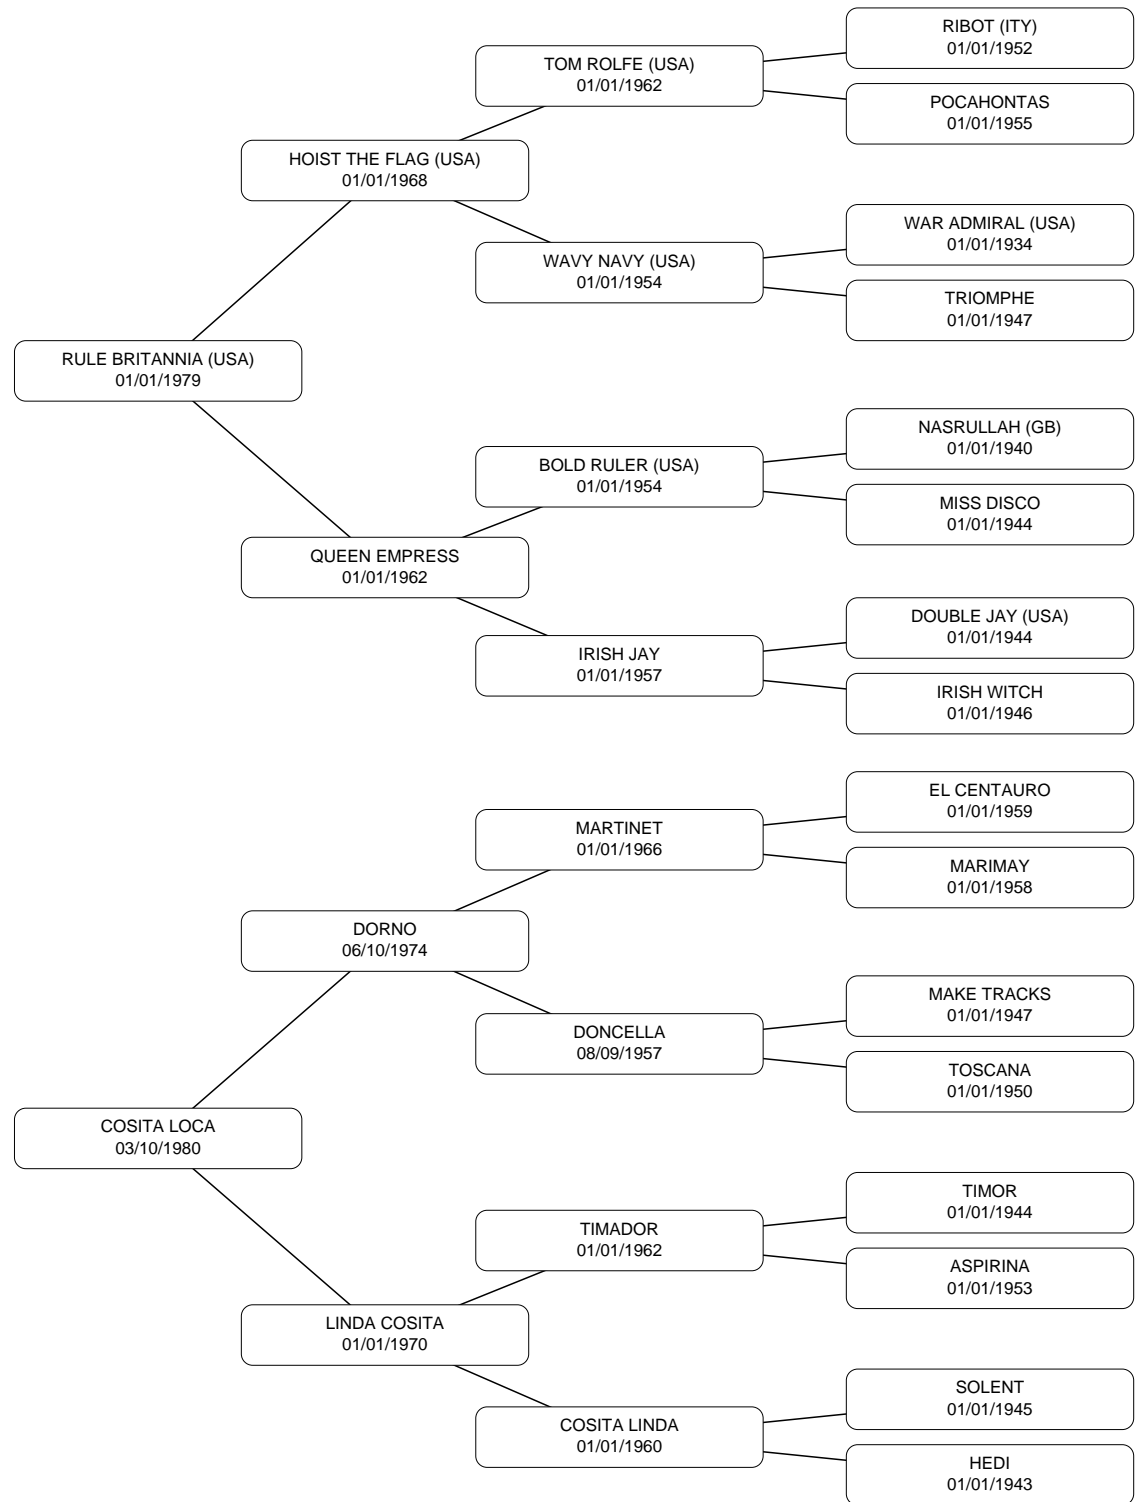 RIBOT (ITY)
01/01/1952
TOM ROLFE (USA)
01/01/1962
POCAHONTAS
01/01/1955
HOIST THE FLAG (USA)
01/01/1968
WAR ADMIRAL (USA)
01/01/1934
WAVY NAVY (USA)
01/01/1954
TRIOMPHE
01/01/1947
RULE BRITANNIA (USA)
01/01/1979
NASRULLAH (GB)
01/01/1940
BOLD RULER (USA)
01/01/1954
MISS DISCO
01/01/1944
QUEEN EMPRESS
01/01/1962
DOUBLE JAY (USA)
01/01/1944
IRISH JAY
01/01/1957
IRISH WITCH
01/01/1946
EL CENTAURO
01/01/1959
MARTINET
01/01/1966
MARIMAY
01/01/1958
DORNO
06/10/1974
MAKE TRACKS
01/01/1947
DONCELLA
08/09/1957
TOSCANA
01/01/1950
COSITA LOCA
03/10/1980
TIMOR
01/01/1944
TIMADOR
01/01/1962
ASPIRINA
01/01/1953
LINDA COSITA
01/01/1970
SOLENT
01/01/1945
COSITA LINDA
01/01/1960
HEDI
01/01/1943